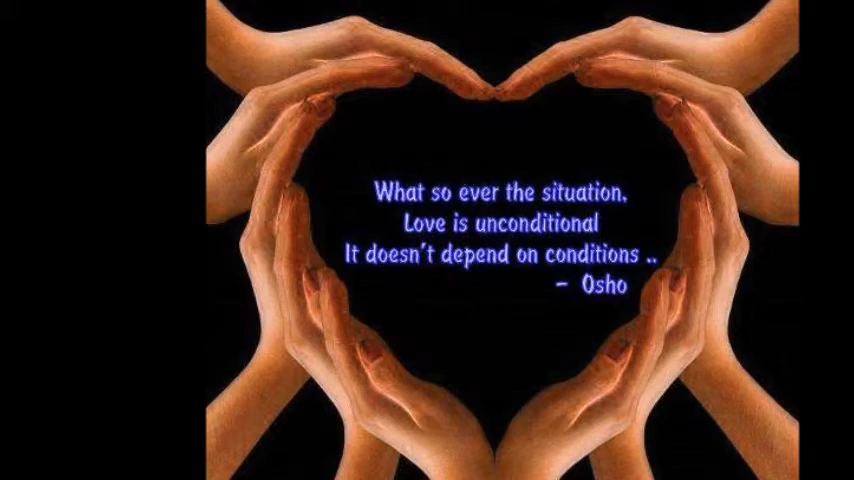 What so ever the situation,
Love is unconditional
It doesn't depend on conditions ..
- Osho